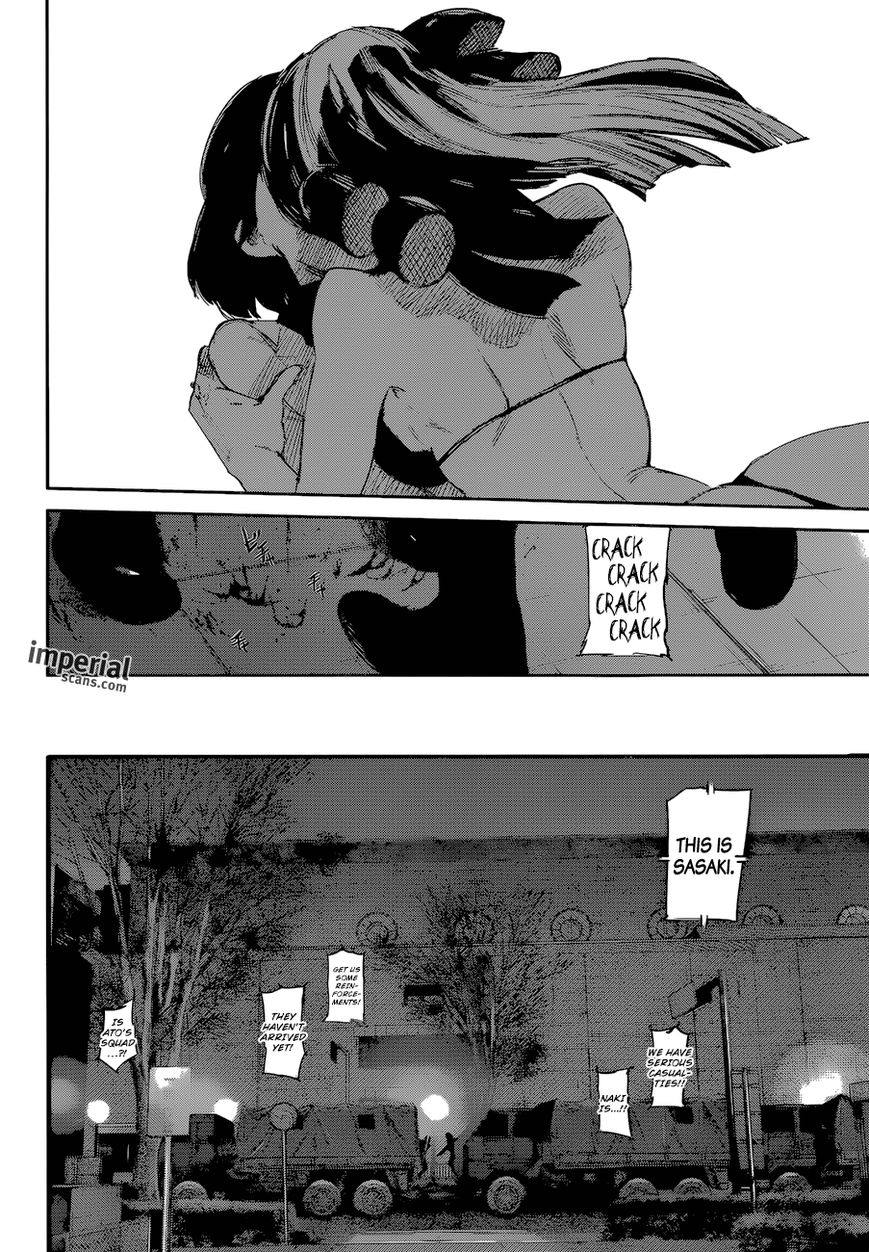 CRACK
CRACK
CRACK
CRACK
imperial
scans.com
THIS IS
SASAKI.
GET US
SOME
REIN-
FORCE-
MENTS!
THEY
HAVEN'T
ARRIVED
YET!
IS
ATO'S
SQUAD
...?!
WE HAVE
SERIOUS
CASUAL-
TIES!!
NAKI
IS...!!